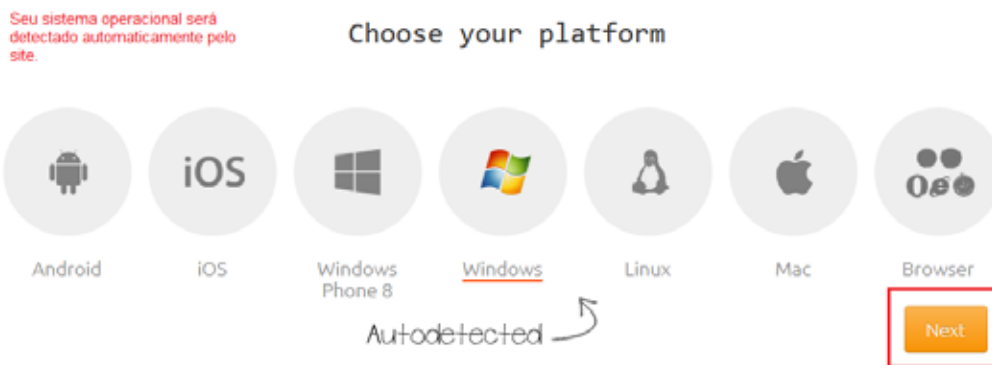 Seu sistema operacional será
detectado automaticamente pelo
site.
Choose your platform
iOS
Android
iOS
Windows
Phone 8
Windows
Linux
Mac
Browser
Autodetected
Next